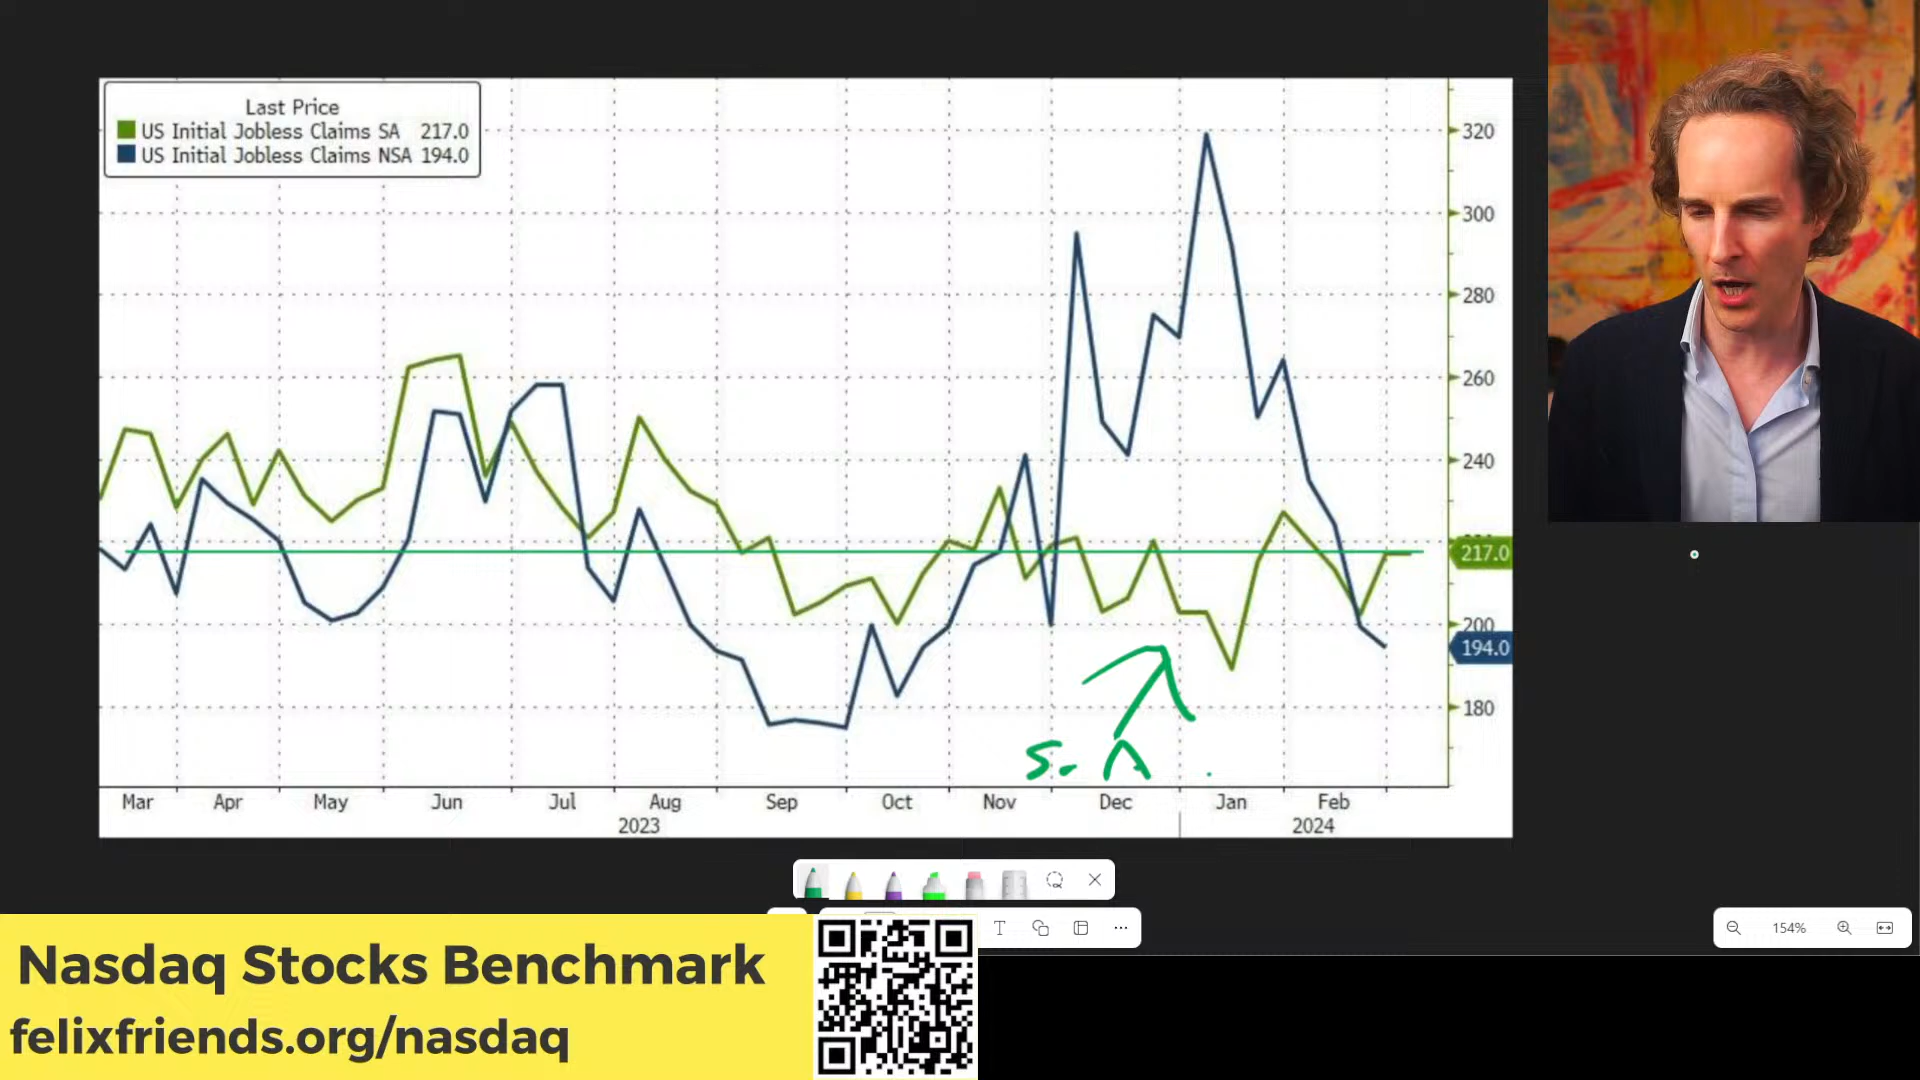 Last Price
US Initial Jobless Claims SA 217.0
US Initial Jobless Claims NSA 194.0
320
300
280
260
240
217.0
200
194.0
180
S. A
Mar Apr May Jun Jul Aug Sep Oct Nov Dec Jan Feb
2023 2024
T
154%
Nasdaq Stocks Benchmark
felixfriends.org/nasdaq